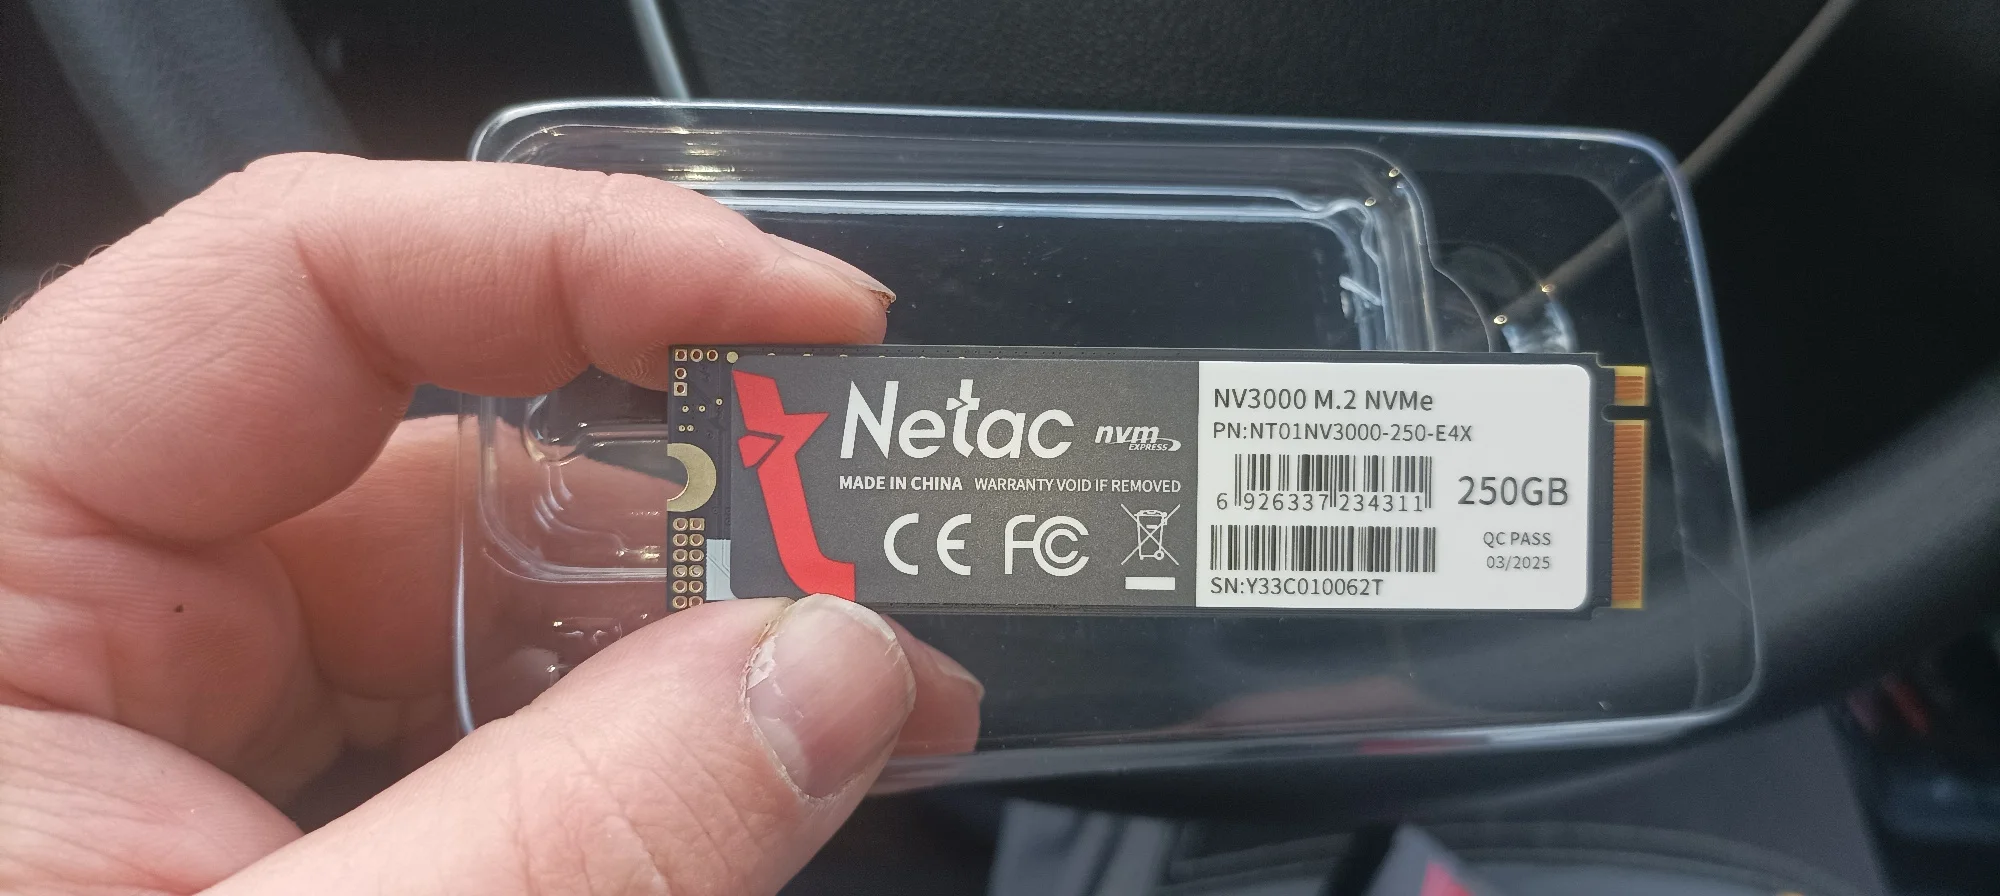 Netac
nvm
EXPRESS
MADE IN CHINA WARRANTY VOID IF REMOVED
CE FC
NV3000 M.2 NVMe
PN:NT01NV3000-250-E4X
6 926337 234311
250GB
QC PASS
03/2025
SN:Y33C010062T